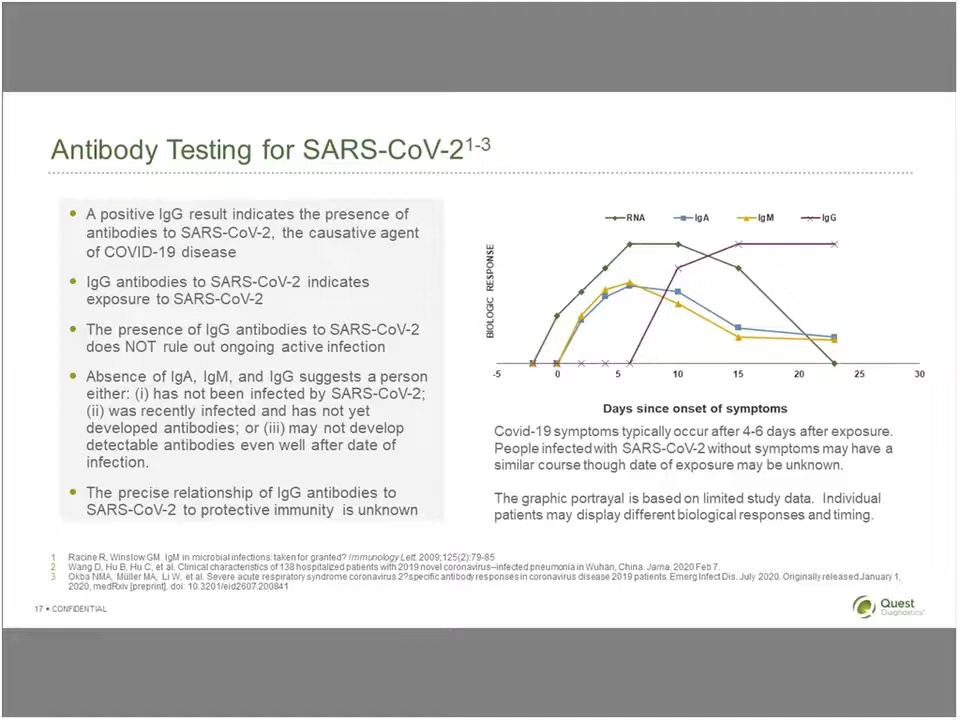 Antibody Testing for SARS-CoV-2¹⁻³
• A positive IgG result indicates the presence of
antibodies to SARS-CoV-2, the causative agent
of COVID-19 disease
• IgG antibodies to SARS-CoV-2 indicates
exposure to SARS-CoV-2
• The presence of IgG antibodies to SARS-CoV-2
does NOT rule out ongoing active infection
• Absence of IgA, IgM, and IgG suggests a person
either: (i) has not been infected by SARS-CoV-2;
(ii) was recently infected and has not yet
developed antibodies; or (iii) may not develop
detectable antibodies even well after date of
infection.
• The precise relationship of IgG antibodies to
SARS-CoV-2 to protective immunity is unknown
RNA IgA IgM IgG
BIOLOGIC RESPONSE
-5 0 5 10 15 20 25 30
Days since onset of symptoms
Covid-19 symptoms typically occur after 4-6 days after exposure.
People infected with SARS-CoV-2 without symptoms may have a
similar course though date of exposure may be unknown.
The graphic portrayal is based on limited study data. Individual
patients may display different biological responses and timing.
1 Racine R, Winslow GM. IgM in microbial infections: taken for granted? Immunology Lett. 2009;125(2):79-85
2 Wang D, Hu B, Hu C, et al. Clinical characteristics of 138 hospitalized patients with 2019 novel coronavirus–infected pneumonia in Wuhan, China. Jama. 2020 Feb 7.
3 Okba NMA, Müller MA, Li W, et al. Severe acute respiratory syndrome coronavirus 2?specific antibody responses in coronavirus disease 2019 patients. Emerg Infect Dis. July 2020. Originally released January 1,
2020, medRxiv [preprint]. doi: 10.3201/eid2607.200841
17 • CONFIDENTIAL
Quest
Diagnostics®